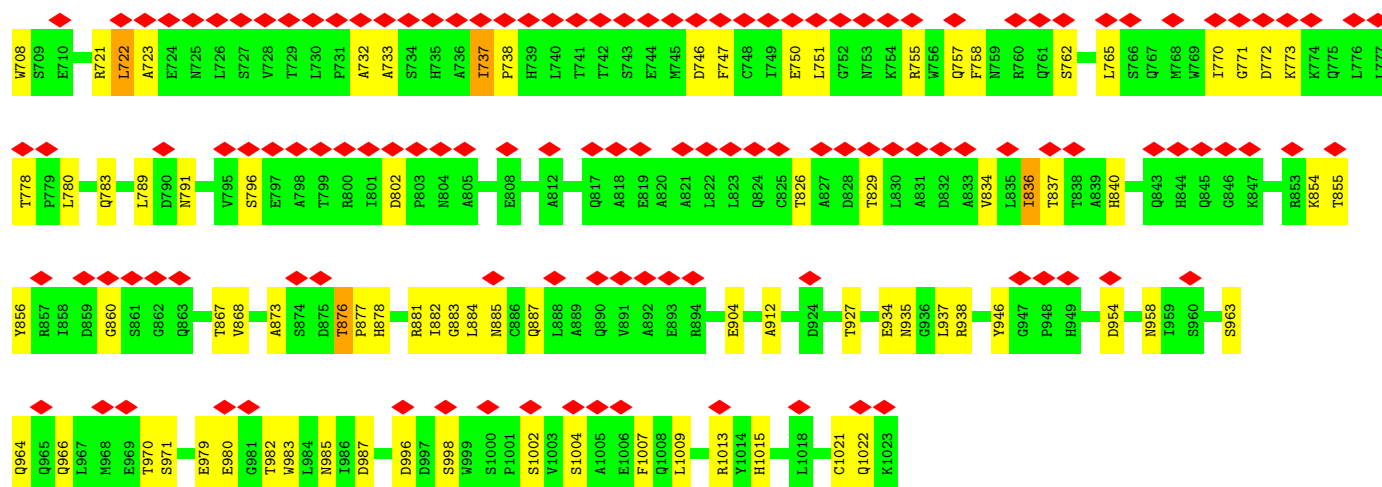 W708 S709 E710 R721 L722 A723 E724 N725 L726 S727 V728 T729 L730 P731 A732 A733 S734 H735 A736 I737 P738 H739 L740 T741 T742 S743 E744 M745 D746 F747 C748 I749 E750 L751 G752 N753 K754 R755 W756 Q757 F758 N759 R760 Q761 S762 L765 S766 Q767 M768 W769 I770 G771 D772 K773 K774 Q775 L776 L777
T778 P779 L780 Q783 L789 D790 N791 V795 S796 E797 A798 T799 R800 I801 D802 P803 N804 A805 E808 A812 Q817 A818 E819 A820 A821 L822 L823 Q824 C825 T826 A827 D828 T829 L830 A831 D832 A833 V834 L835 I836 T837 T838 A839 H840 Q843 H844 Q845 G846 K847 R853 K854 T855
Y856 R857 I858 D859 G860 S861 G862 Q863 T867 V868 A873 S874 D875 T876 P877 H878 R881 I882 G883 L884 N885 C886 Q887 L888 A889 Q890 V891 A892 E893 R894 E904 A912 D924 T927 E934 N935 G936 L937 R938 Y946 G947 P948 H949 D954 N958 I959 S960 S963
Q964 Q965 Q966 L967 M968 E969 T970 S971 E979 E980 G981 T982 W983 L984 N985 I986 D987 D996 D997 S998 W999 S1000 P1001 S1002 V1003 S1004 A1005 E1006 F1007 Q1008 L1009 R1013 Y1014 H1015 L1018 C1021 Q1022 K1023